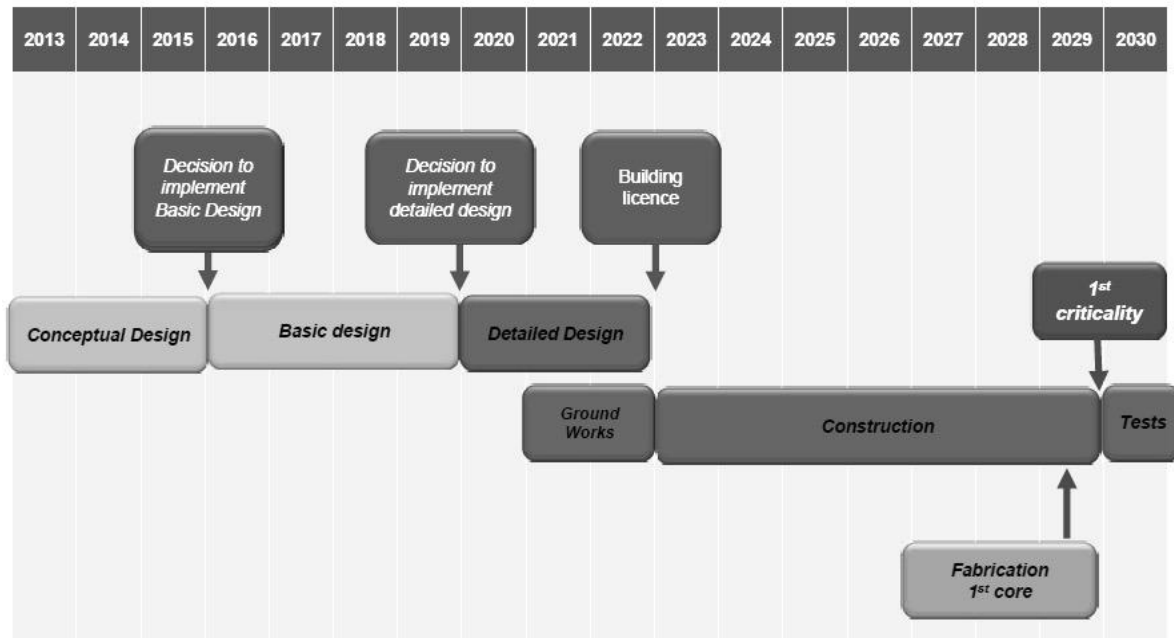 2013 2014 2015 2016 2017 2018 2019 2020 2021 2022 2023 2024 2025 2026 2027 2028 2029 2030
Decision to
implement
Basic Design
Decision to
implement
detailed design
Building
licence
1st
criticality
Conceptual Design
Basic design
Detailed Design
Ground
Works
Construction
Tests
Fabrication
1st core